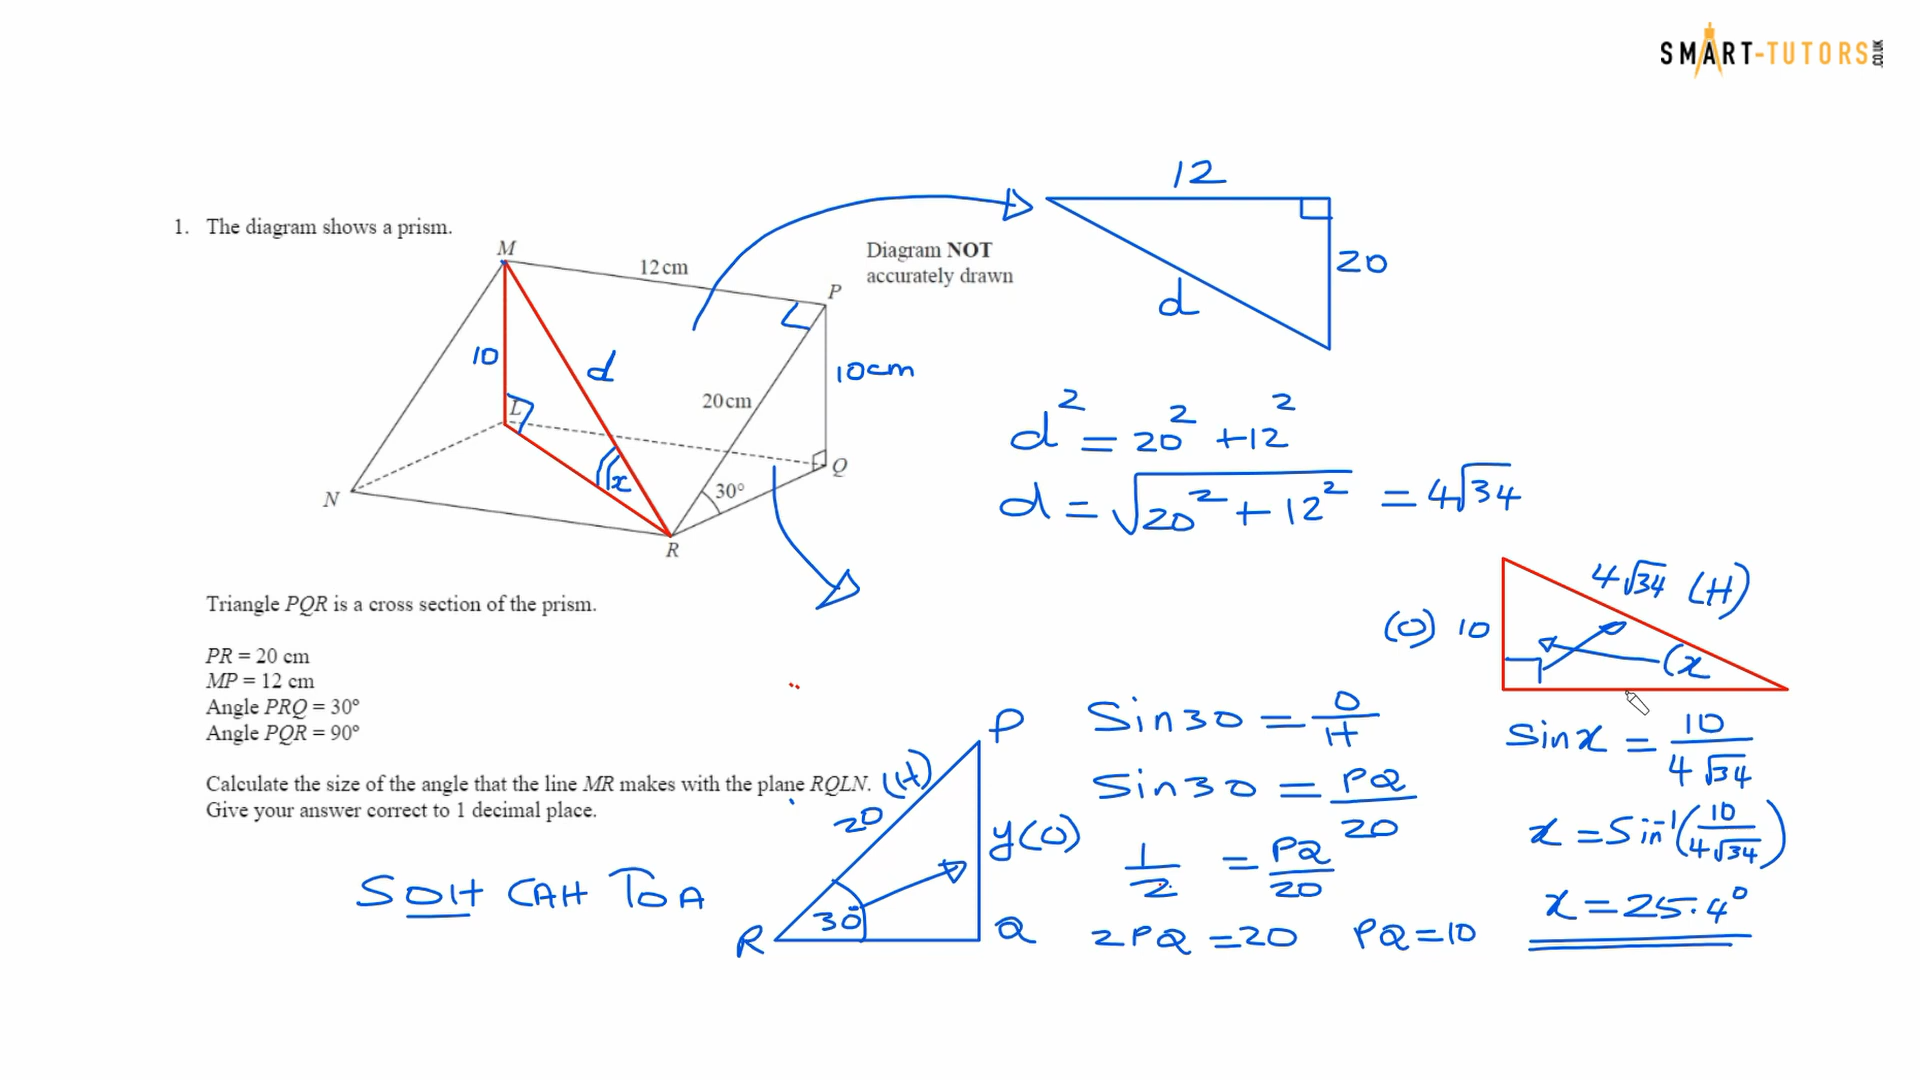 SMART-TUTORS.CO.UK
1. The diagram shows a prism.
M
12 cm
P
Diagram NOT
accurately drawn
10
d
10cm
L
20 cm
x
Q
30°
N
R
12
20
d
d² = 20² + 12²
d = √(20² + 12²) = 4√34
Triangle PQR is a cross section of the prism.
PR = 20 cm
MP = 12 cm
Angle PRQ = 30°
Angle PQR = 90°
Calculate the size of the angle that the line MR makes with the plane RQLN.
Give your answer correct to 1 decimal place.
SOH CAH TOA
P
20 (H)
y(O)
30°
R
Q
Sin30 = O/H
Sin30 = PQ/20
1/2 = PQ/20
2PQ = 20 PQ = 10
4√34 (H)
(O) 10
x
Sinx = 10/4√34
x = Sin⁻¹(10/4√34)
x = 25.4°